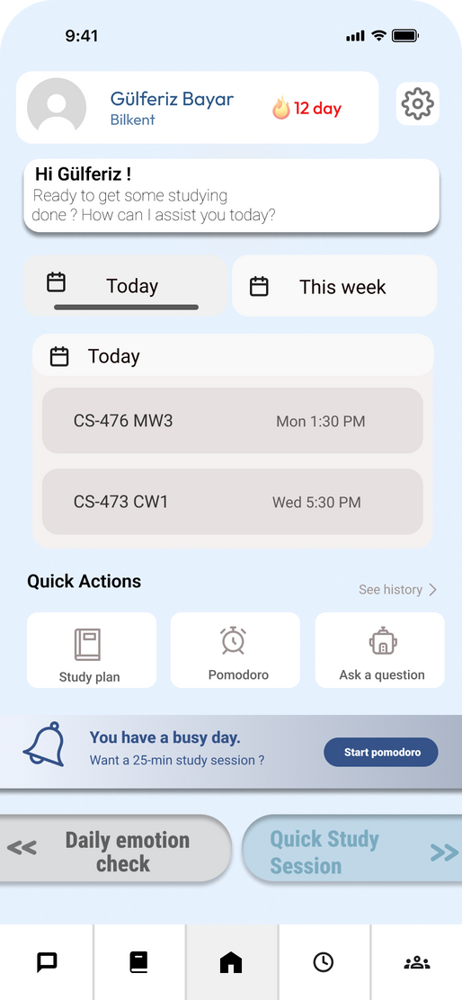 9:41
Gülferiz Bayar
Bilkent
12 day
Hi Gülferiz !
Ready to get some studying
done ? How can I assist you today?
Today
This week
Today
CS-476 MW3
Mon 1:30 PM
CS-473 CW1
Wed 5:30 PM
Quick Actions
See history
Study plan
Pomodoro
Ask a question
You have a busy day.
Want a 25-min study session ?
Start pomodoro
Daily emotion
check
Quick Study
Session